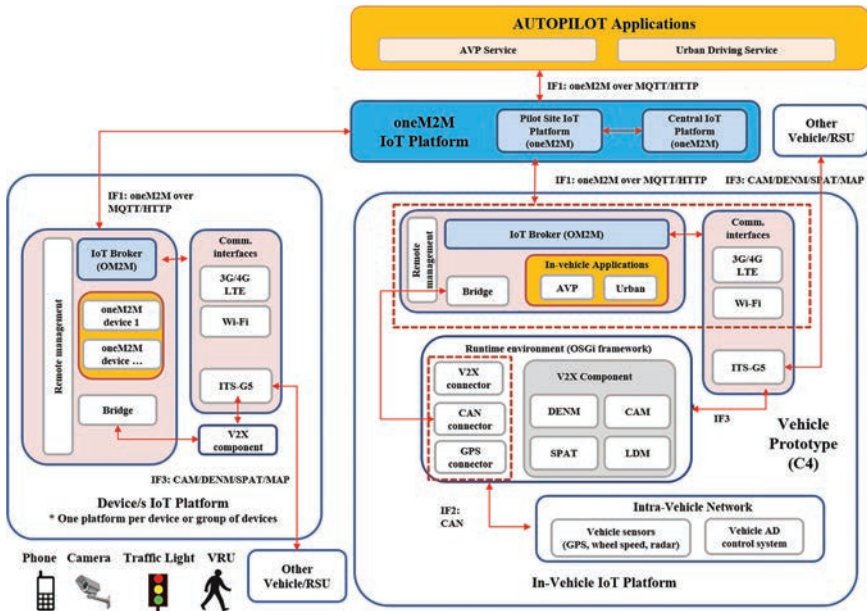 AUTOPILOT Applications
AVP Service
Urban Driving Service
IF1: oneM2M over MQTT/HTTP
oneM2M
IoT Platform
Pilot Site IoT
Platform
(oneM2M)
Central IoT
Platform
(oneM2M)
Other
Vehicle/RSU
IF1: oneM2M over
MQTT/HTTP
IF1: oneM2M over MQTT/HTTP
IF3: CAM/DENM/SPAT/MAP
Remote management
IoT Broker
(OM2M)
oneM2M
device 1
oneM2M
device ...
Bridge
Comm.
interfaces
3G/4G
LTE
Wi-Fi
ITS-G5
V2X
component
IF3: CAM/DENM/SPAT/MAP
Device/s IoT Platform
* One platform per device or group of devices
Phone
Camera
Traffic Light
VRU
Other
Vehicle/RSU
Remote
management
IoT Broker (OM2M)
Bridge
In-vehicle Applications
AVP
Urban
Comm.
interfaces
3G/4G
LTE
Wi-Fi
ITS-G5
Runtime environment (OSGi framework)
V2X
connector
CAN
connector
GPS
connector
V2X Component
DENM
CAM
SPAT
LDM
IF3
Vehicle
Prototype
(C4)
IF2:
CAN
Intra-Vehicle Network
Vehicle sensors
(GPS, wheel speed, radar)
Vehicle AD
control system
In-Vehicle IoT Platform